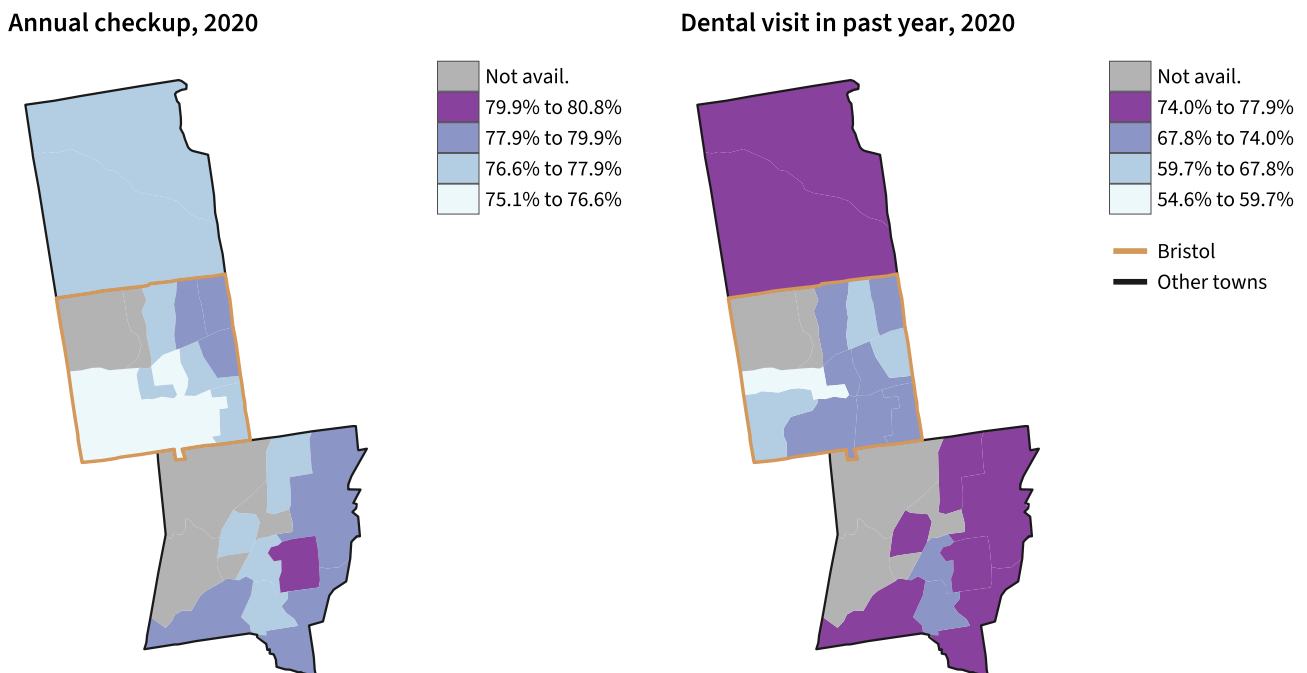 Annual checkup, 2020
Not avail.
79.9% to 80.8%
77.9% to 79.9%
76.6% to 77.9%
75.1% to 76.6%
Dental visit in past year, 2020
Not avail.
74.0% to 77.9%
67.8% to 74.0%
59.7% to 67.8%
54.6% to 59.7%
Bristol
Other towns